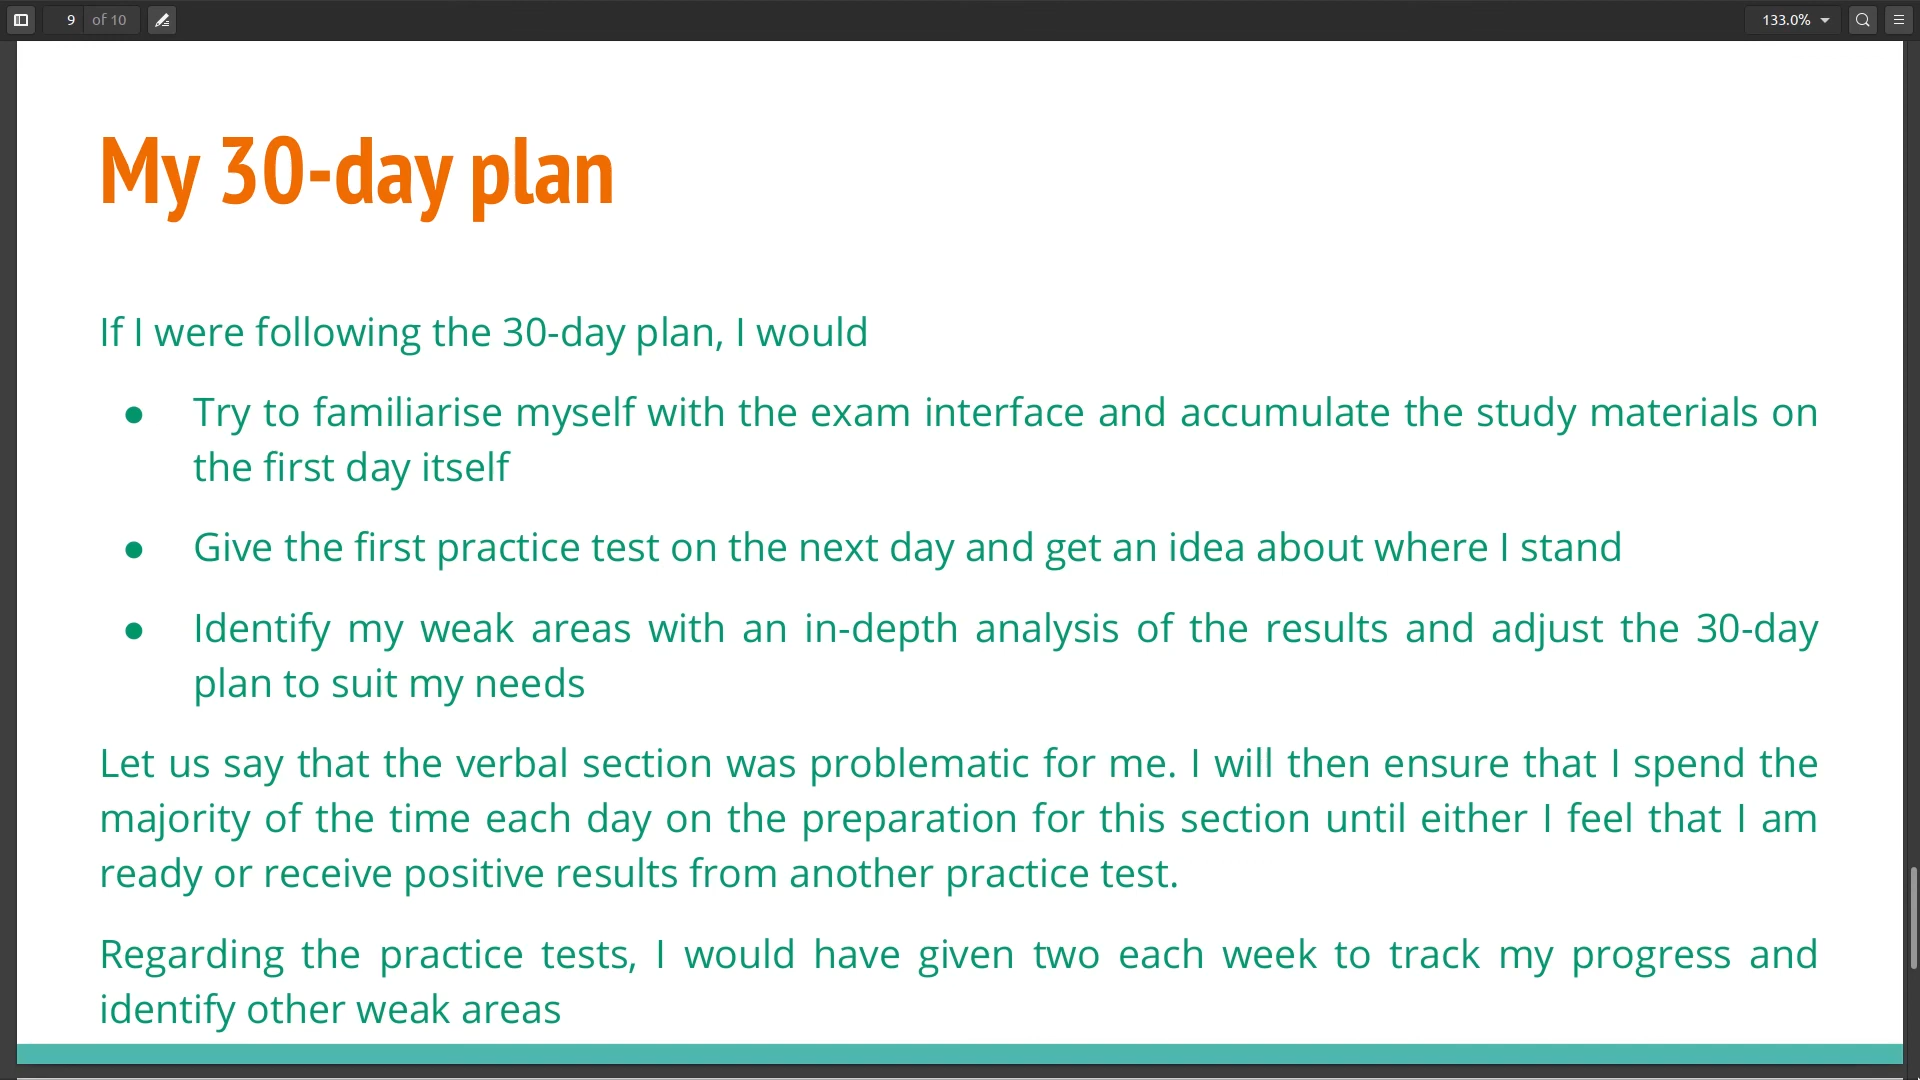 9 of 10
133.0%
My 30-day plan
If I were following the 30-day plan, I would
● Try to familiarise myself with the exam interface and accumulate the study materials on
the first day itself
● Give the first practice test on the next day and get an idea about where I stand
● Identify my weak areas with an in-depth analysis of the results and adjust the 30-day
plan to suit my needs
Let us say that the verbal section was problematic for me. I will then ensure that I spend the
majority of the time each day on the preparation for this section until either I feel that I am
ready or receive positive results from another practice test.
Regarding the practice tests, I would have given two each week to track my progress and
identify other weak areas